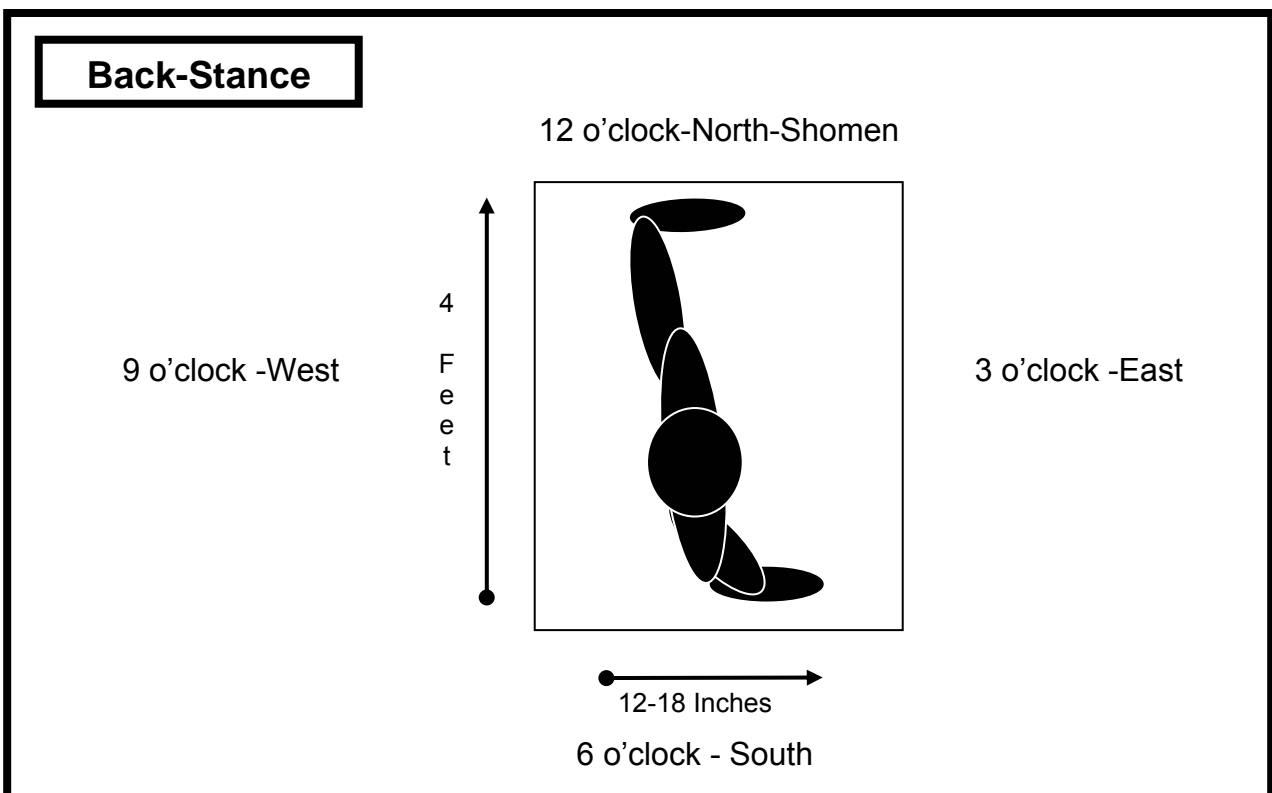 Back-Stance
12 o’clock-North-Shomen
4
F
e
e
t
9 o’clock -West
3 o’clock -East
12-18 Inches
6 o’clock - South